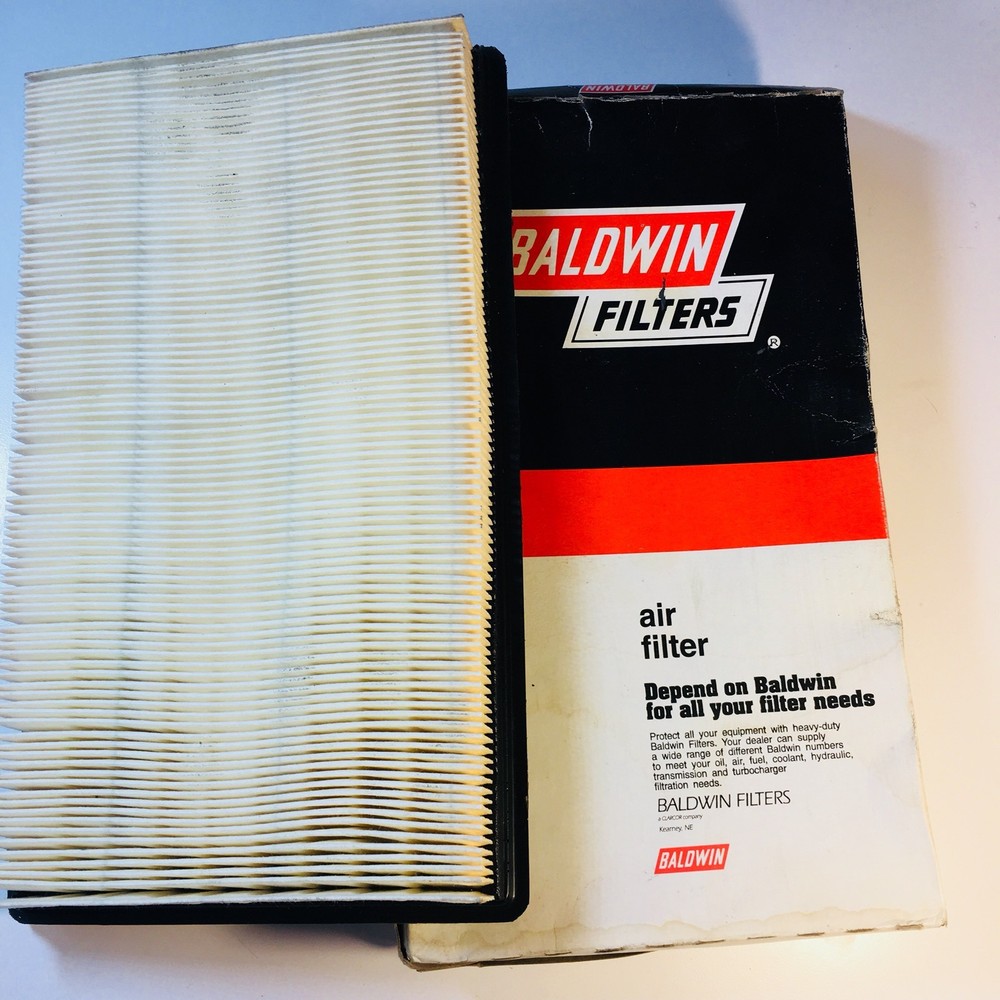 BALDWIN
BALDWIN
FILTERS
®
air
filter
Depend on Baldwin
for all your filter needs
Protect all your equipment with heavy-duty
Baldwin Filters. Your dealer can supply
a wide range of different Baldwin numbers
to meet your oil, air, fuel, coolant, hydraulic,
transmission and turbocharger
filtration needs.
BALDWIN FILTERS
a CLARCOR company
Kearney, NE
BALDWIN